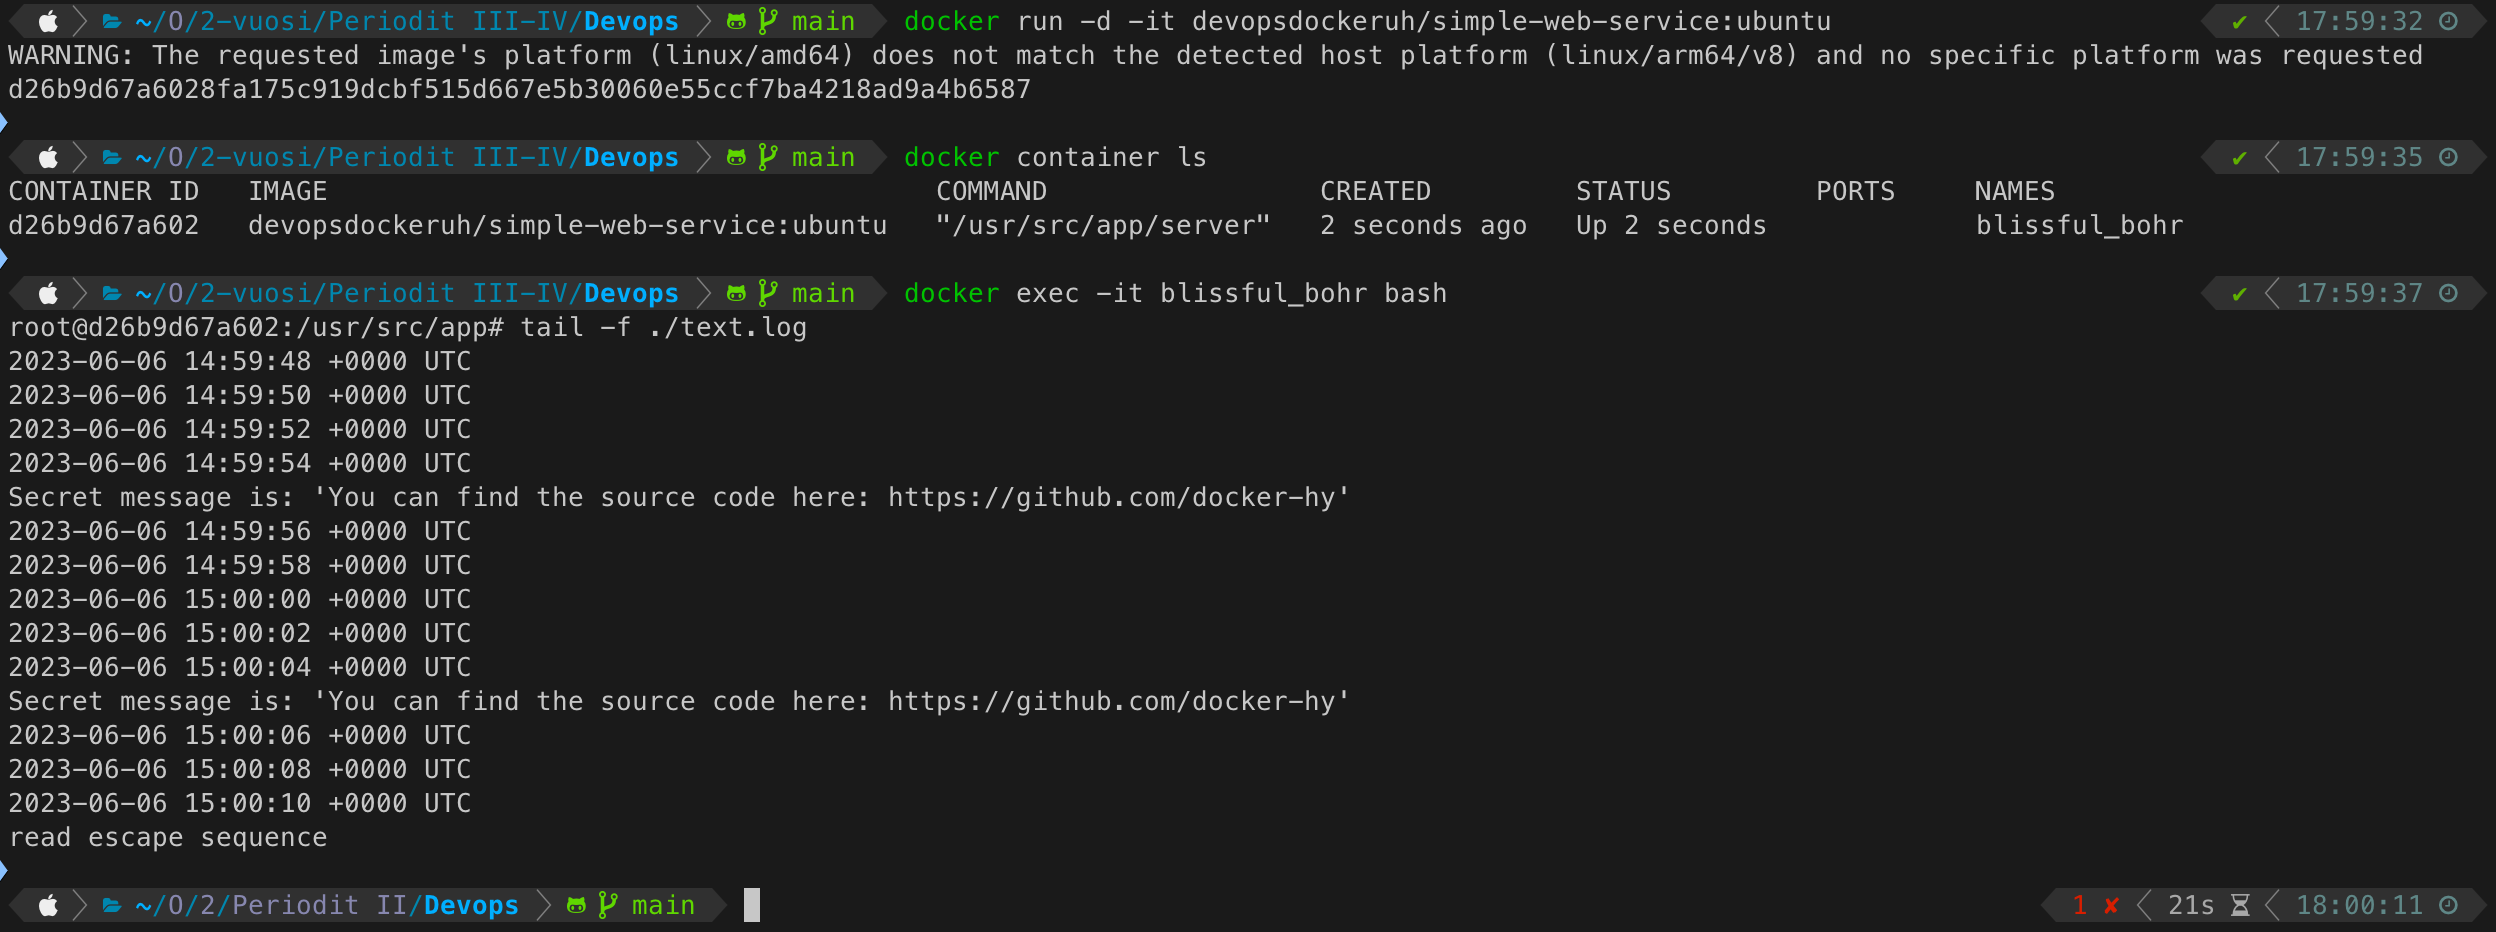 ~/O/2-vuosi/Periodit III-IV/Devops main docker run -d -it devopsdockeruh/simple-web-service:ubuntu ✔ 17:59:32
WARNING: The requested image's platform (linux/amd64) does not match the detected host platform (linux/arm64/v8) and no specific platform was requested
d26b9d67a6028fa175c919dcbf515d667e5b30060e55ccf7ba4218ad9a4b6587
~/O/2-vuosi/Periodit III-IV/Devops main docker container ls ✔ 17:59:35
CONTAINER ID IMAGE COMMAND CREATED STATUS PORTS NAMES
d26b9d67a602 devopsdockeruh/simple-web-service:ubuntu "/usr/src/app/server" 2 seconds ago Up 2 seconds blissful_bohr
~/O/2-vuosi/Periodit III-IV/Devops main docker exec -it blissful_bohr bash ✔ 17:59:37
root@d26b9d67a602:/usr/src/app# tail -f ./text.log
2023-06-06 14:59:48 +0000 UTC
2023-06-06 14:59:50 +0000 UTC
2023-06-06 14:59:52 +0000 UTC
2023-06-06 14:59:54 +0000 UTC
Secret message is: 'You can find the source code here: https://github.com/docker-hy'
2023-06-06 14:59:56 +0000 UTC
2023-06-06 14:59:58 +0000 UTC
2023-06-06 15:00:00 +0000 UTC
2023-06-06 15:00:02 +0000 UTC
2023-06-06 15:00:04 +0000 UTC
Secret message is: 'You can find the source code here: https://github.com/docker-hy'
2023-06-06 15:00:06 +0000 UTC
2023-06-06 15:00:08 +0000 UTC
2023-06-06 15:00:10 +0000 UTC
read escape sequence
~/O/2/Periodit II/Devops main 1 ✘ 21s 18:00:11